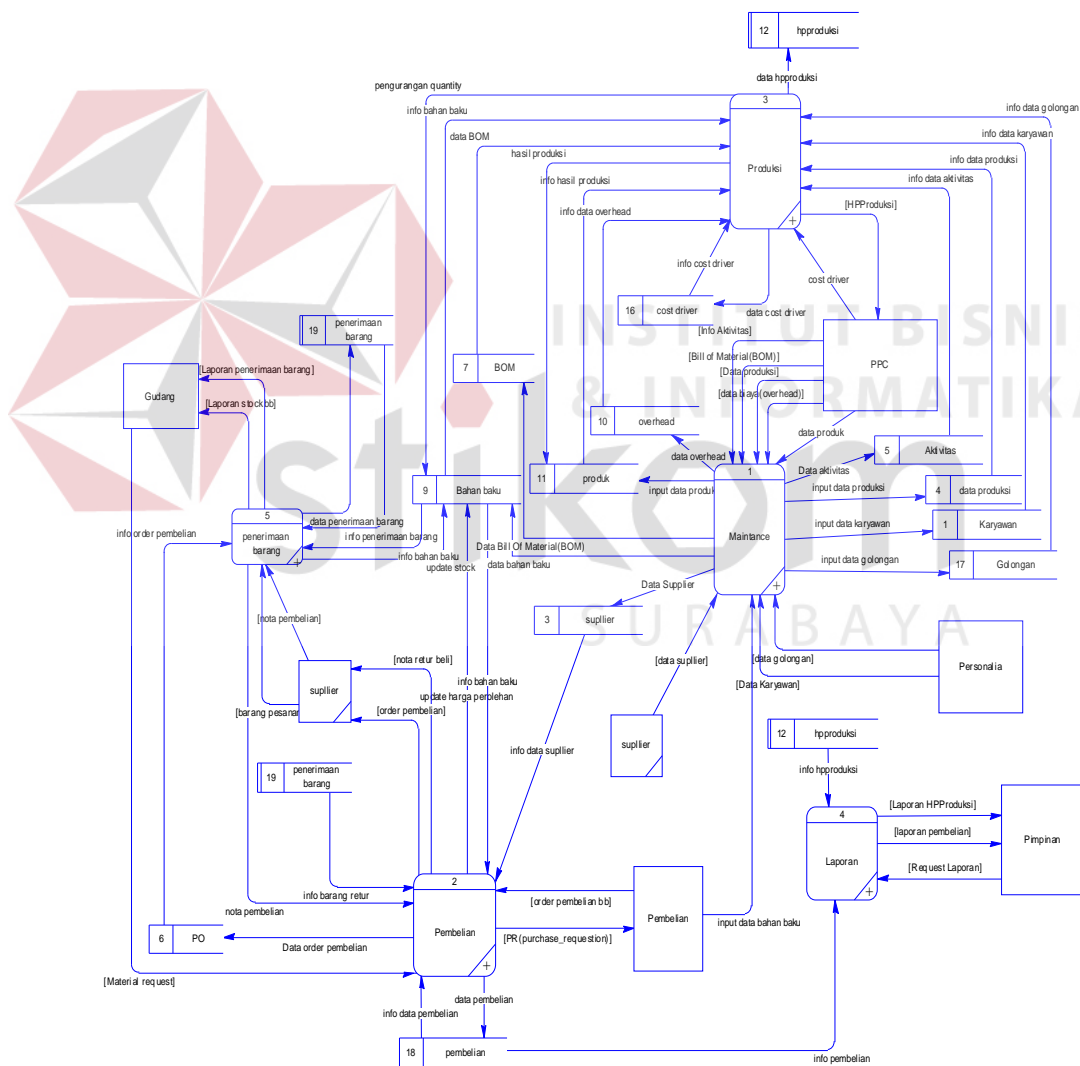 12 hpproduksi
data hpproduksi
pengurangan quantity
3
info data golongan
info bahan baku
info data karyawan
data BOM
hasil produksi
Produksi
info data produksi
info hasil produksi
info data aktivitas
info data overhead
[HPProduksi]
+
info cost driver
cost driver
16 cost driver
data cost driver
INSTITUT BISNI
19 penerimaan
barang
[Info Aktivitas]
[Bill of Material(BOM)]
7 BOM
[Data produksi]
PPC
[Laporan penerimaan barang]
Gudang
[data biaya(overhead)]
& INFORMATIKA
[Laporan stock bb]
10 overhead
data produk
stikom
data overhead
5 Aktivitas
Data aktivitas
11 produk
1
9 Bahan baku
input data produk
input data produksi
4 data produksi
5
data penerimaan barang
input data karyawan
1 Karyawan
info order pembelian
penerimaan
barang
+
info penerimaan barang
Maintance
info bahan baku
Data Bill Of Material(BOM)
update stock
data bahan baku
input data golongan
17 Golongan
Data Supplier
+
[nota pembelian]
3 supllier
SURABAYA
[data supllier]
[data golongan]
Personalia
[nota retur beli]
info bahan baku
[Data Karyawan]
supllier
update harga perolehan
[barang pesanan
[order pembelian]
12 hpproduksi
supllier
info data supllier
19 penerimaan
barang
info hpproduksi
[Laporan HPProduksi]
4
[laporan pembelian]
Pimpinan
Laporan
[Request Laporan]
+
2
info barang retur
[order pembelian bb]
nota pembelian
Pembelian
Pembelian
input data bahan baku
6 PO
Data order pembelian
[PR(purchase_requestion)]
+
[Material request]
data pembelian
info data pembelian
18 pembelian
info pembelian